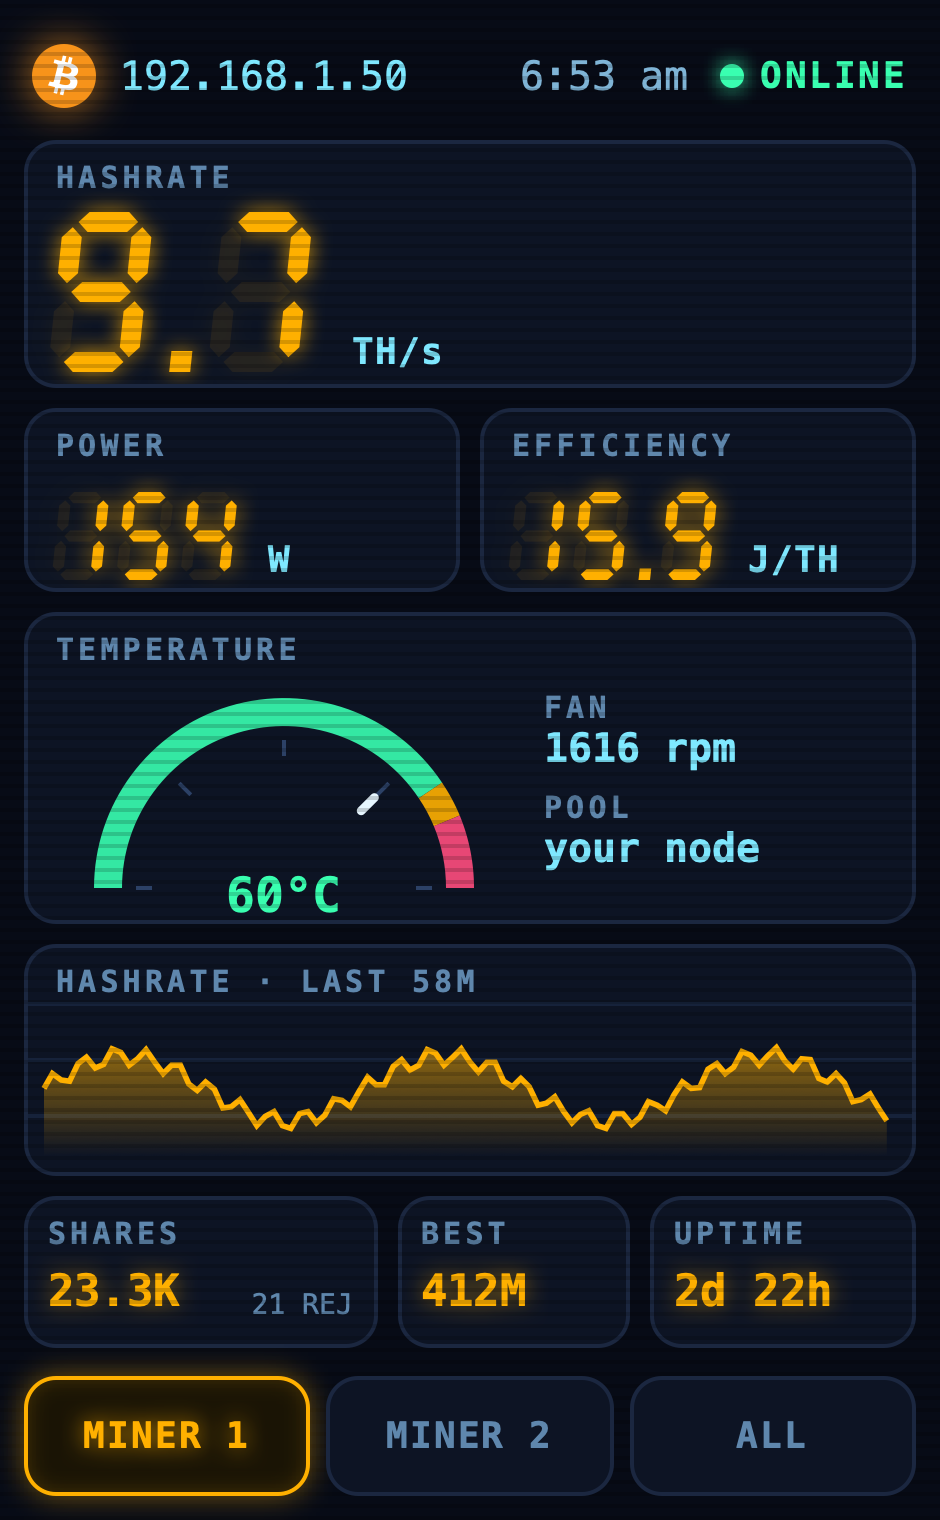 192.168.1.50 6:53 am ONLINE
HASHRATE
9.7 TH/s
POWER
154 W
EFFICIENCY
15.9 J/TH
TEMPERATURE
60°C
FAN
1616 rpm
POOL
your node
HASHRATE · LAST 58M
SHARES
23.3K 21 REJ
BEST
412M
UPTIME
2d 22h
MINER 1
MINER 2
ALL